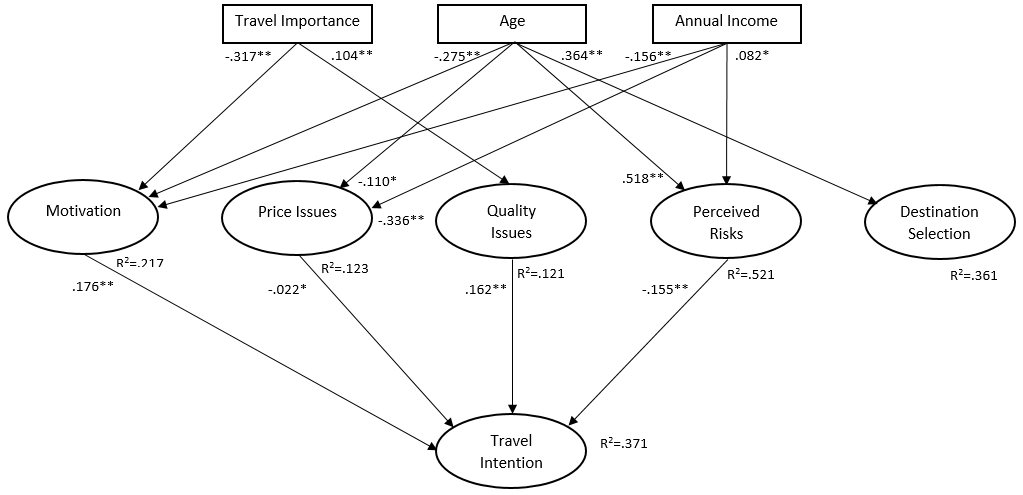 Travel Importance
Age
Annual Income
-.317**
.104**
-.275**
.364**
-.156**
.082*
-.110*
.518**
-.336**
Motivation
Price Issues
Quality
Issues
Perceived
Risks
Destination
Selection
R²=.217
R²=.123
R²=.121
R²=.521
R²=.361
.176**
-.022*
.162**
-.155**
Travel
Intention
R²=.371